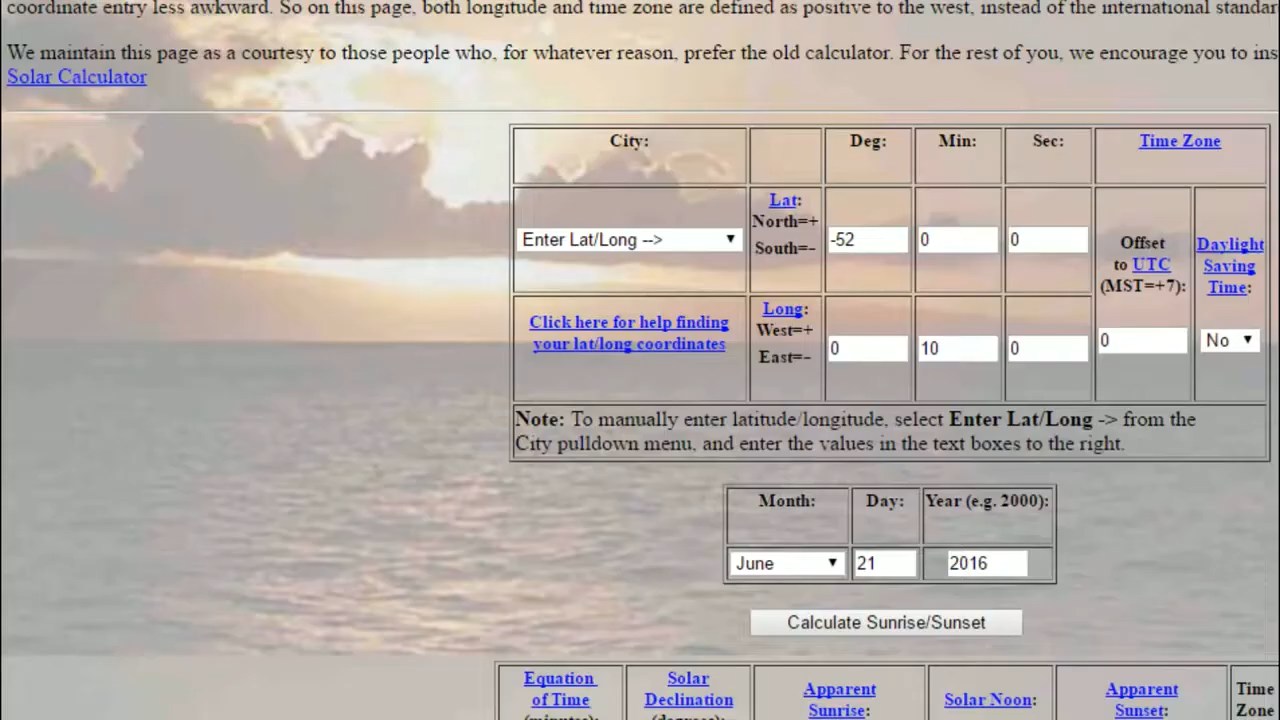 coordinate entry less awkward. So on this page, both longitude and time zone are defined as positive to the west, instead of the international standar
We maintain this page as a courtesy to those people who, for whatever reason, prefer the old calculator. For the rest of you, we encourage you to ins
Solar Calculator
City: Deg: Min: Sec: Time Zone
Enter Lat/Long --> Lat: North=+ South=- -52 0 0
Offset to UTC (MST=+7): Daylight Saving Time:
Click here for help finding
your lat/long coordinates
Long: West=+ East=- 0 10 0 0 No
Note: To manually enter latitude/longitude, select Enter Lat/Long -> from the
City pulldown menu, and enter the values in the text boxes to the right.
Month: Day: Year (e.g. 2000):
June 21 2016
Calculate Sunrise/Sunset
Equation of Time (minutes): Solar Declination (degrees): Apparent Sunrise: Solar Noon: Apparent Sunset: Time Zone